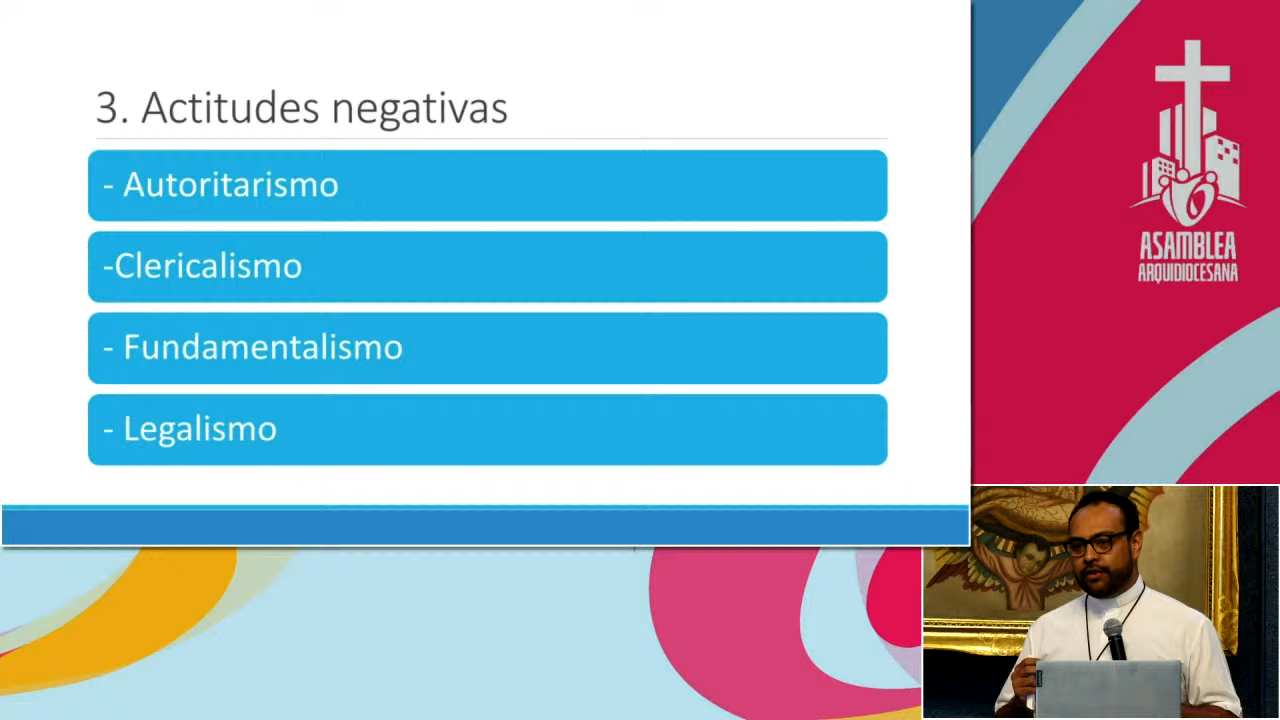 3. Actitudes negativas
- Autoritarismo
-Clericalismo
- Fundamentalismo
- Legalismo
ASAMBLEA
ARQUIDIOCESANA